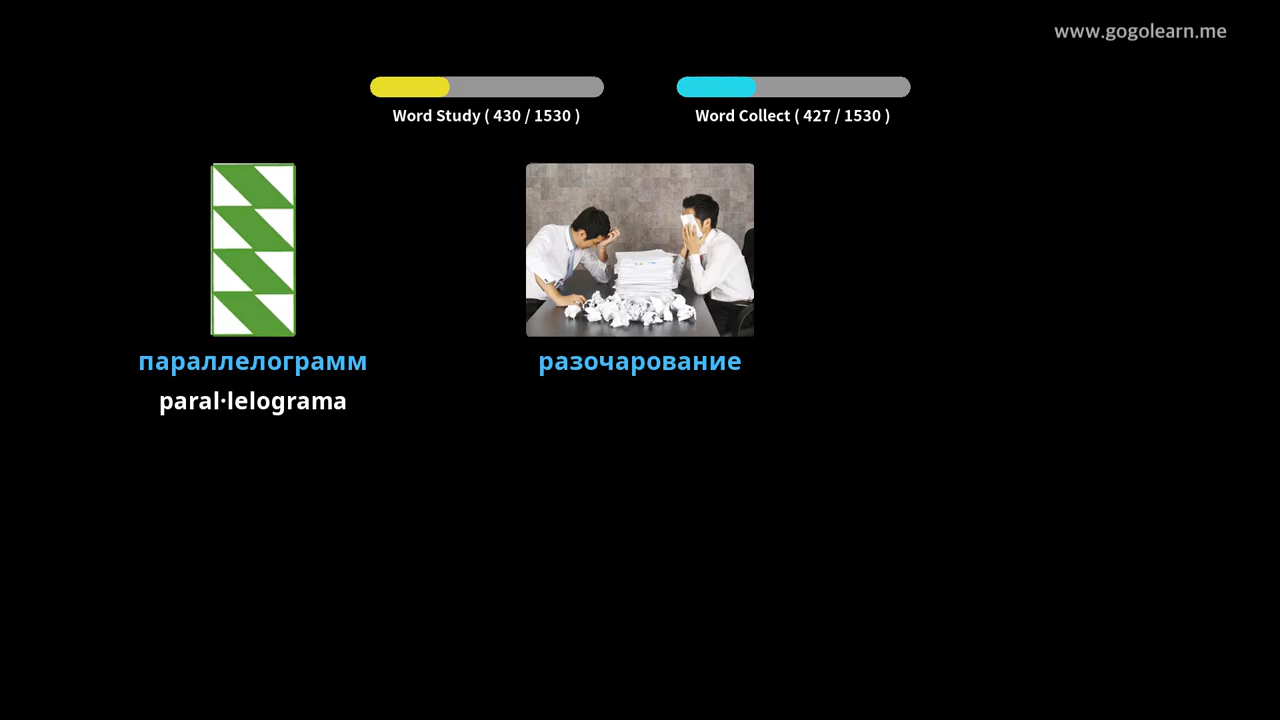 www.gogolearn.me
Word Study ( 430 / 1530 )
Word Collect ( 427 / 1530 )
параллелограмм
paral·lelograma
разочарование